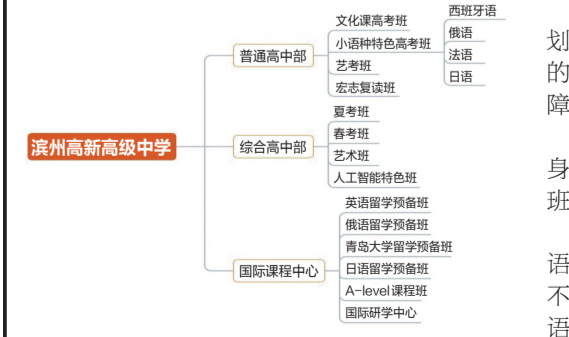 滨州高新高级中学
普通高中部
文化课高考班
小语种特色高考班
西班牙语
俄语
法语
日语
艺考班
宏志复读班
综合高中部
夏考班
春考班
艺术班
人工智能特色班
国际课程中心
英语留学预备班
俄语留学预备班
青岛大学留学预备班
日语留学预备班
A-level课程班
国际研学中心
划
的
障
身
班
语
不
语